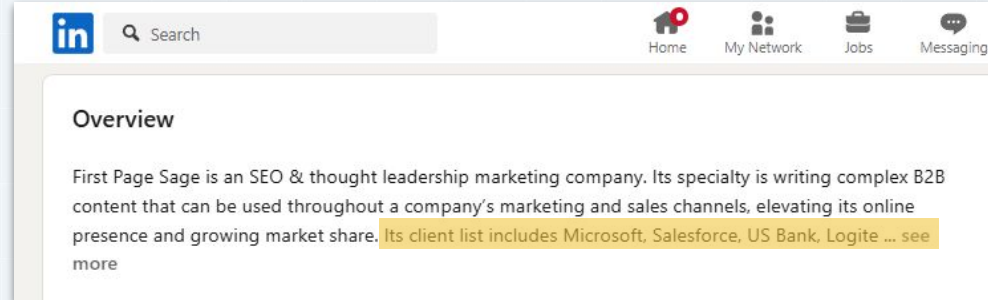 in Search
Home My Network Jobs Messaging
Overview
First Page Sage is an SEO & thought leadership marketing company. Its specialty is writing complex B2B
content that can be used throughout a company's marketing and sales channels, elevating its online
presence and growing market share. Its client list includes Microsoft, Salesforce, US Bank, Logite ... see
more